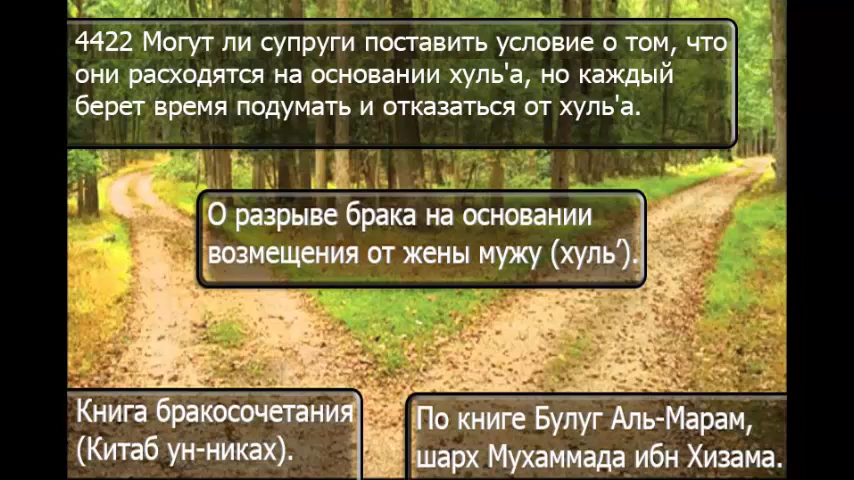 4422 Могут ли супруги поставить условие о том, что
они расходятся на основании хуль'а, но каждый
берет время подумать и отказаться от хуль'а.
О разрыве брака на основании
возмещения от жены мужу (хуль’).
Книга бракосочетания
(Китаб ун-никах).
По книге Булуг Аль-Марам,
шарх Мухаммада ибн Хизама.